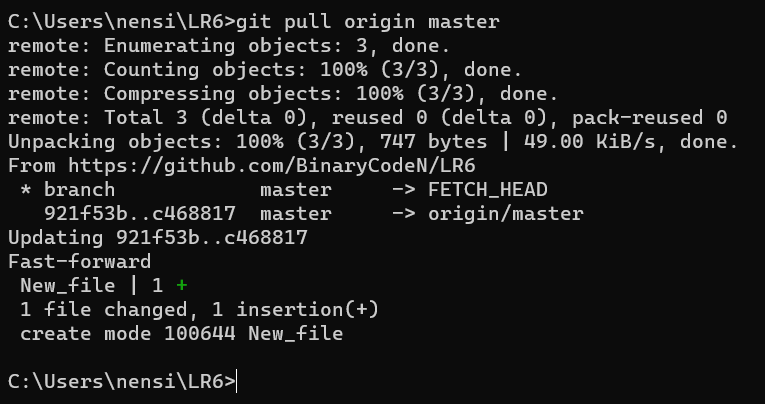 C:\Users\nensi\LR6>git pull origin master
remote: Enumerating objects: 3, done.
remote: Counting objects: 100% (3/3), done.
remote: Compressing objects: 100% (3/3), done.
remote: Total 3 (delta 0), reused 0 (delta 0), pack-reused 0
Unpacking objects: 100% (3/3), 747 bytes | 49.00 KiB/s, done.
From https://github.com/BinaryCodeN/LR6
 * branch            master     -> FETCH_HEAD
   921f53b..c468817  master     -> origin/master
Updating 921f53b..c468817
Fast-forward
 New_file | 1 +
 1 file changed, 1 insertion(+)
 create mode 100644 New_file
C:\Users\nensi\LR6>